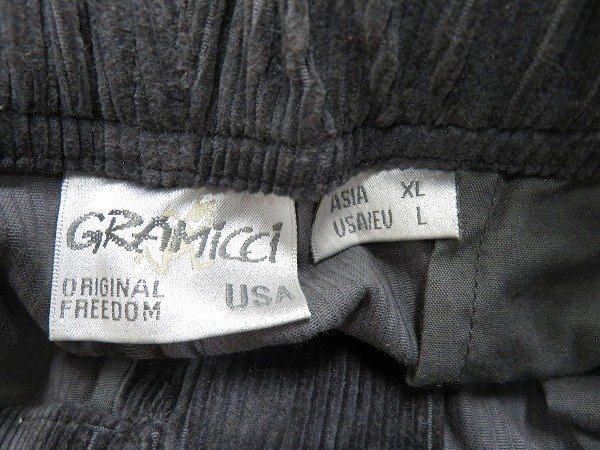 GRAMiCCi
ORIGINAL
FREEDOM
USA
ASIA XL
USA/EU L